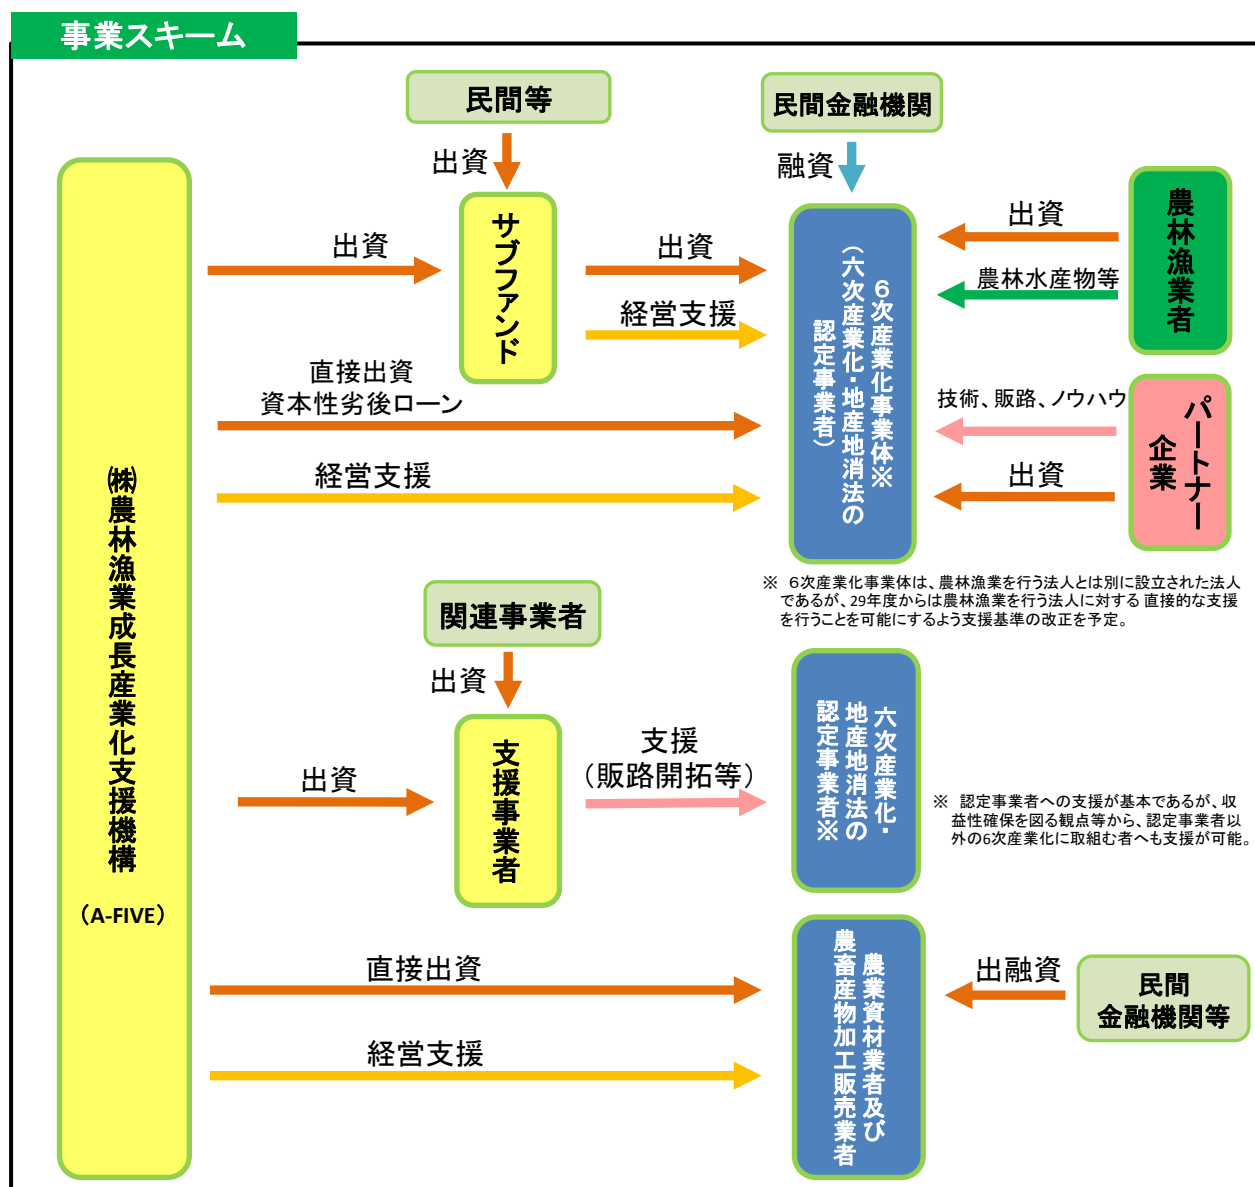 事業スキーム
民間等
民間金融機関
出資
融資
㈱農林漁業成長産業化支援機構
（A-FIVE）
出資
サブファンド
出資
経営支援
６次産業化事業体※
（六次産業化・地産地消法の
認定事業者）
出資
農林水産物等
農林漁業者
直接出資
資本性劣後ローン
経営支援
技術、販路、ノウハウ
出資
パートナー
企業
※ ６次産業化事業体は、農林漁業を行う法人とは別に設立された法人
であるが、29年度からは農林漁業を行う法人に対する 直接的な支援
を行うことを可能にするよう支援基準の改正を予定。
関連事業者
出資
出資
支援事業者
支援
（販路開拓等）
六次産業化・
地産地消法の
認定事業者※
※ 認定事業者への支援が基本であるが、収
益性確保を図る観点等から、認定事業者以
外の6次産業化に取組む者へも支援が可能。
直接出資
経営支援
農業資材業者及び
農畜産物加工販売業者
出融資
民間
金融機関等